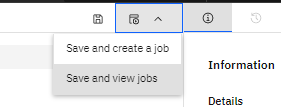 Save and create a job
Save and view jobs
Information
Details